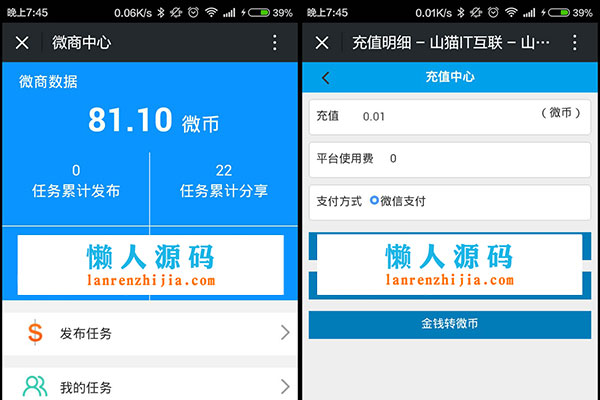 晚上7:45
0.06K/s
39%
微商中心
微商数据
81.10 微币
0
任务累计发布
22
任务累计分享
懒人源码
lanrenzhijia.com
发布任务
我的任务
晚上7:45
0.01K/s
39%
充值明细 – 山猫IT互联 – 山…
充值中心
充值 0.01 (微币)
平台使用费 0
支付方式 微信支付
懒人源码
lanrenzhijia.com
金钱转微币